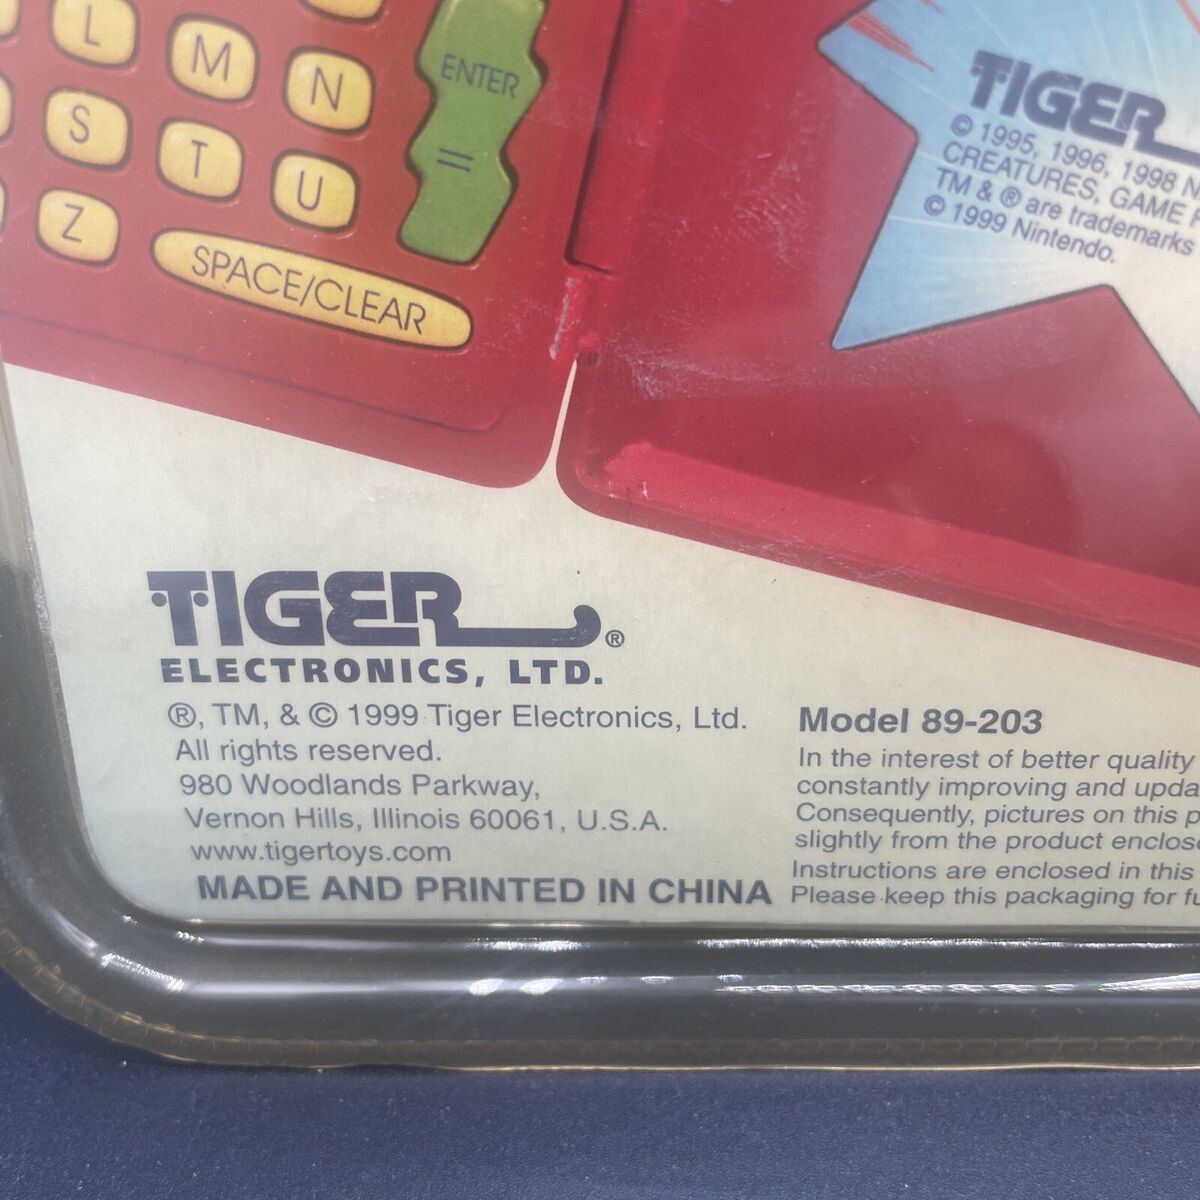 L
M
N
ENTER
=
S
T
U
Z
SPACE/CLEAR
TIGER
© 1995, 1996, 1998
CREATURES, GAME
TM & ® are trademarks
© 1999 Nintendo.
TIGER®
ELECTRONICS, LTD.
®, TM, & © 1999 Tiger Electronics, Ltd.
All rights reserved.
980 Woodlands Parkway,
Vernon Hills, Illinois 60061, U.S.A.
www.tigertoys.com
MADE AND PRINTED IN CHINA
Model 89-203
In the interest of better quality
constantly improving and upda
Consequently, pictures on this p
slightly from the product enclos
Instructions are enclosed in this
Please keep this packaging for fu